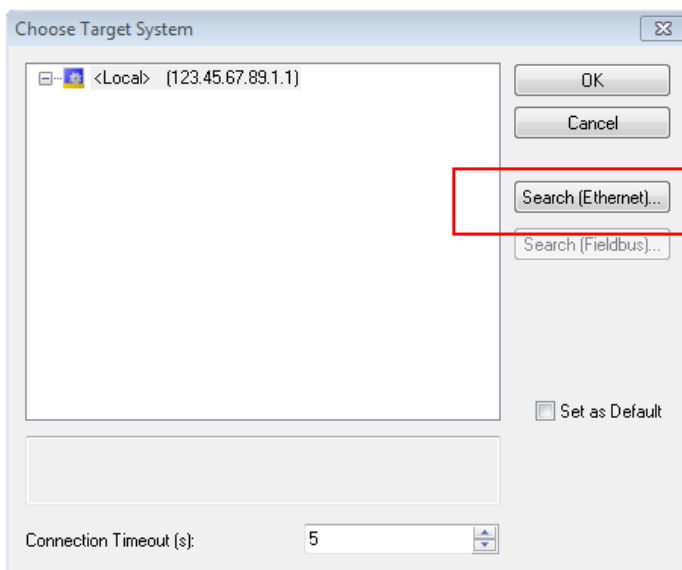 Choose Target System
<Local> (123.45.67.89.1.1)
OK
Cancel
Search (Ethernet)...
Search (Fieldbus)...
Set as Default
Connection Timeout (s):
5